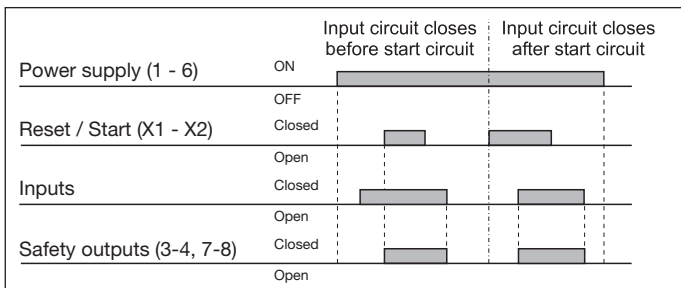 Input circuit closes before start circuit
Input circuit closes after start circuit
Power supply (1 - 6)
ON
OFF
Reset / Start (X1 - X2)
Closed
Open
Inputs
Closed
Open
Safety outputs (3-4, 7-8)
Closed
Open